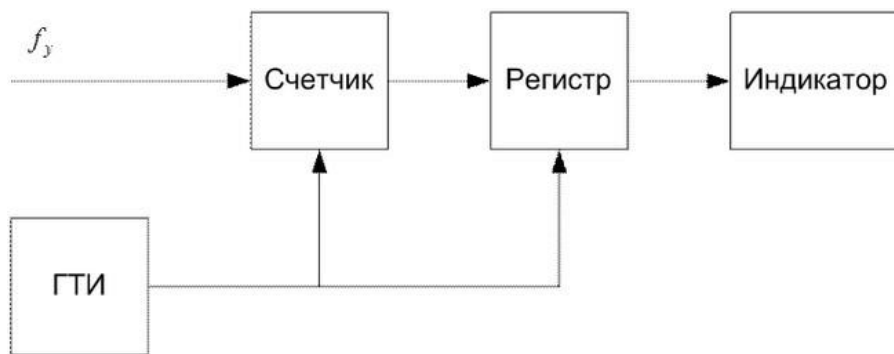 f_y
Счетчик
Регистр
Индикатор
ГТИ